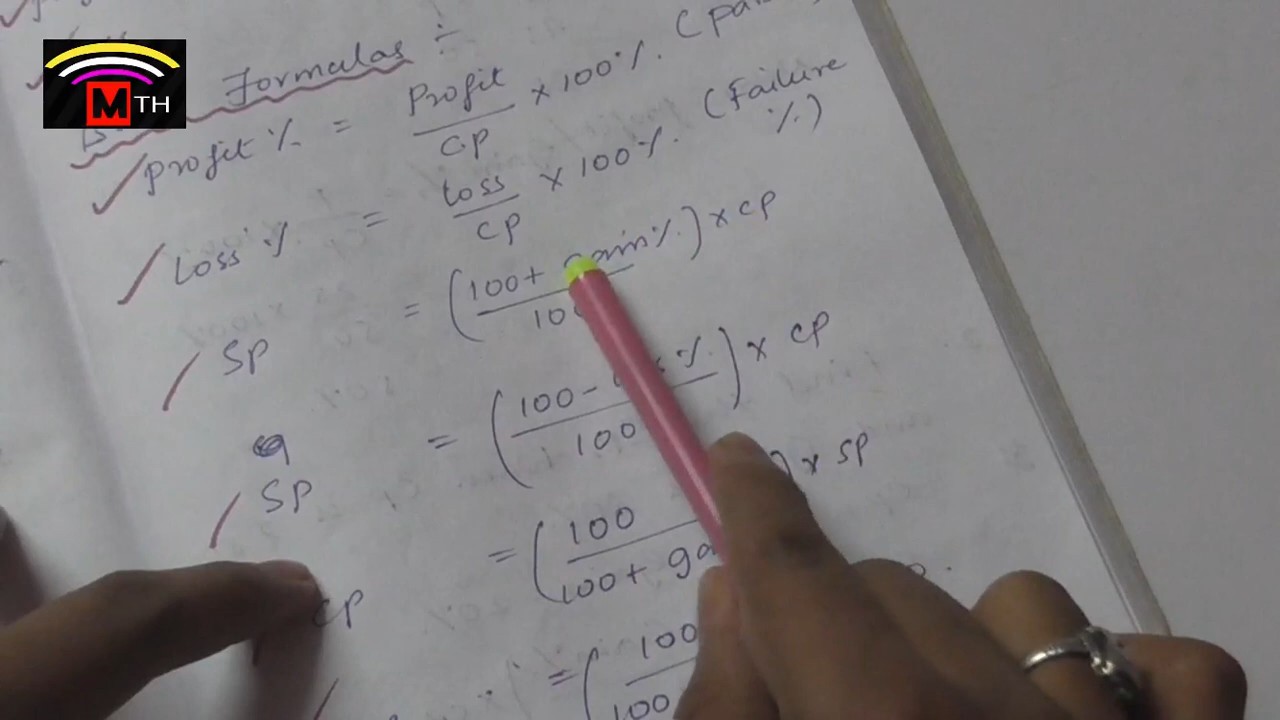 MTH
Formulas :-
Profit % = Profit / CP × 100%.
Loss % = Loss / CP × 100%. (Failure %)
SP = (100 + gain% / 100) × CP
SP = (100 - % / 100) × CP
CP = (100 / 100 + ) × SP
= (100 / 100